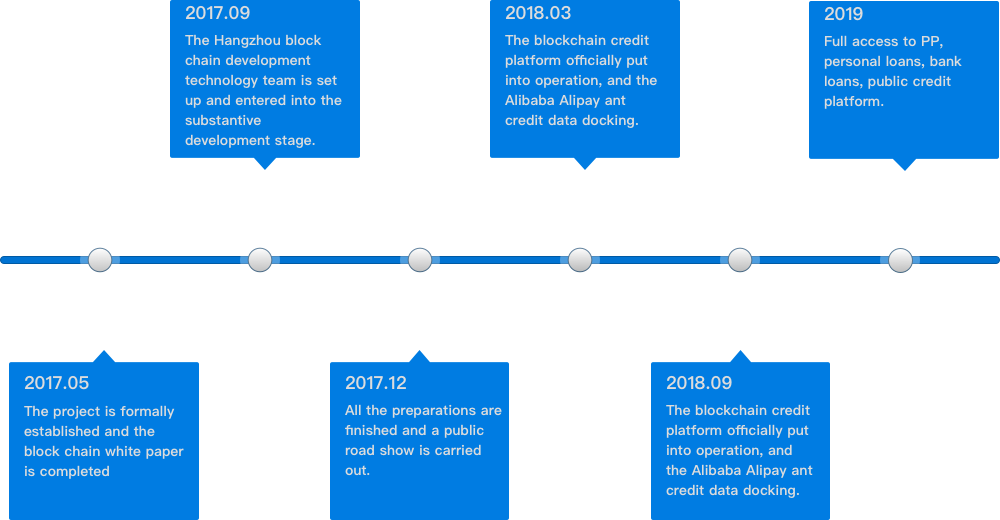 2017.09
The Hangzhou block
chain development
technology team is set
up and entered into the
substantive
development stage.
2018.03
The blockchain credit
platform officially put
into operation, and the
Alibaba Alipay ant
credit data docking.
2019
Full access to PP,
personal loans, bank
loans, public credit
platform.
2017.05
The project is formally
established and the
block chain white paper
is completed
2017.12
All the preparations are
finished and a public
road show is carried
out.
2018.09
The blockchain credit
platform officially put
into operation, and
the Alibaba Alipay ant
credit data docking.